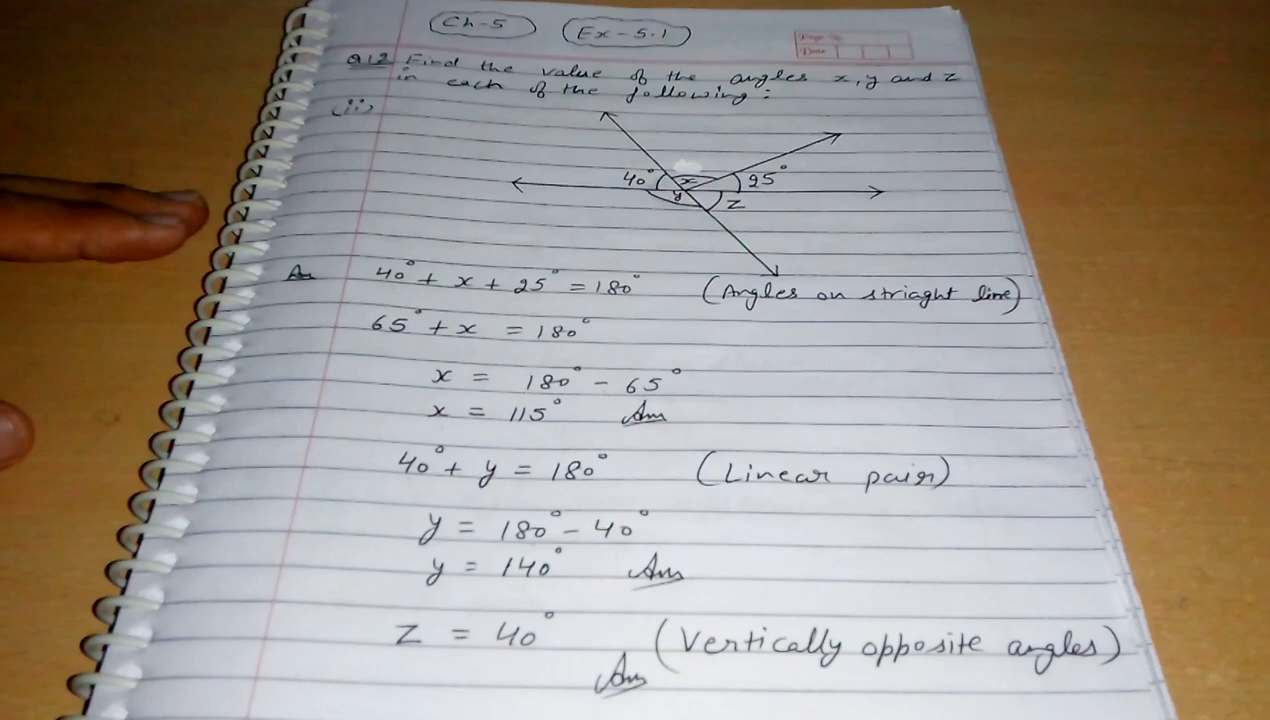 Ch-5 Ex-5.1
Date
Q12 Find the value of the angles x, y and z
in each of the following:
(ii)
40° x 25°
y z
Ans 40° + x + 25° = 180° (Angles on striaght line)
65° + x = 180°
x = 180° - 65°
x = 115° Ans
40° + y = 180° (Linear pair)
y = 180° - 40°
y = 140° Ans
z = 40° (Vertically opposite angles)
Ans